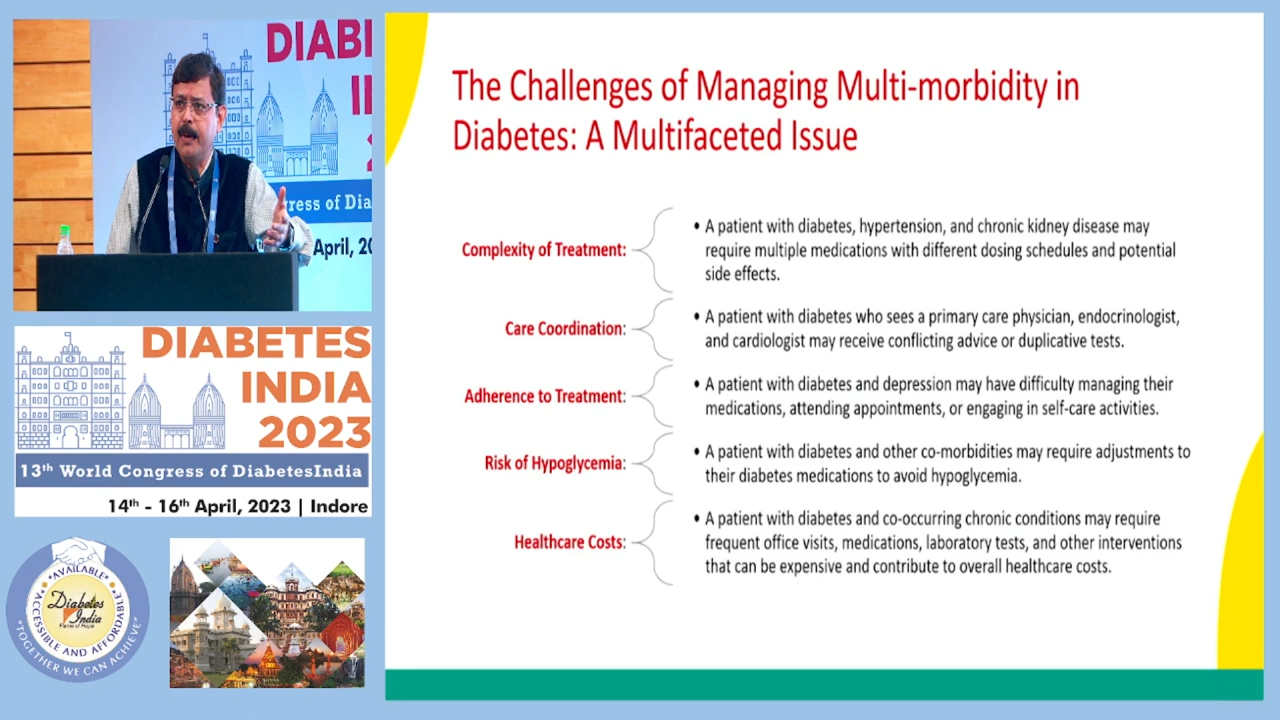 DIABI
ress of Dia
April, 20
DIABETES
INDIA
2023
13th World Congress of DiabetesIndia
14th - 16th April, 2023 | Indore
*AVAILABLE*
*ACCESSIBLE AND AFFORDABLE*
Diabetes
India
"TOGETHER WE CAN ACHIEVE"
The Challenges of Managing Multi-morbidity in
Diabetes: A Multifaceted Issue
Complexity of Treatment:
• A patient with diabetes, hypertension, and chronic kidney disease may
require multiple medications with different dosing schedules and potential
side effects.
Care Coordination:
• A patient with diabetes who sees a primary care physician, endocrinologist,
and cardiologist may receive conflicting advice or duplicative tests.
Adherence to Treatment:
• A patient with diabetes and depression may have difficulty managing their
medications, attending appointments, or engaging in self-care activities.
Risk of Hypoglycemia:
• A patient with diabetes and other co-morbidities may require adjustments to
their diabetes medications to avoid hypoglycemia.
Healthcare Costs:
• A patient with diabetes and co-occurring chronic conditions may require
frequent office visits, medications, laboratory tests, and other interventions
that can be expensive and contribute to overall healthcare costs.